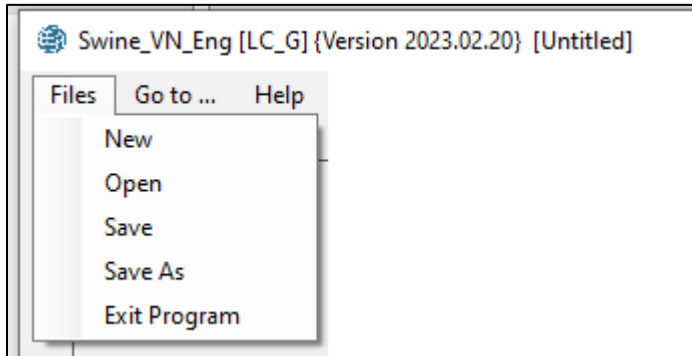 Swine_VN_Eng [LC_G] {Version 2023.02.20} [Untitled]
Files Go to ... Help
New
Open
Save
Save As
Exit Program